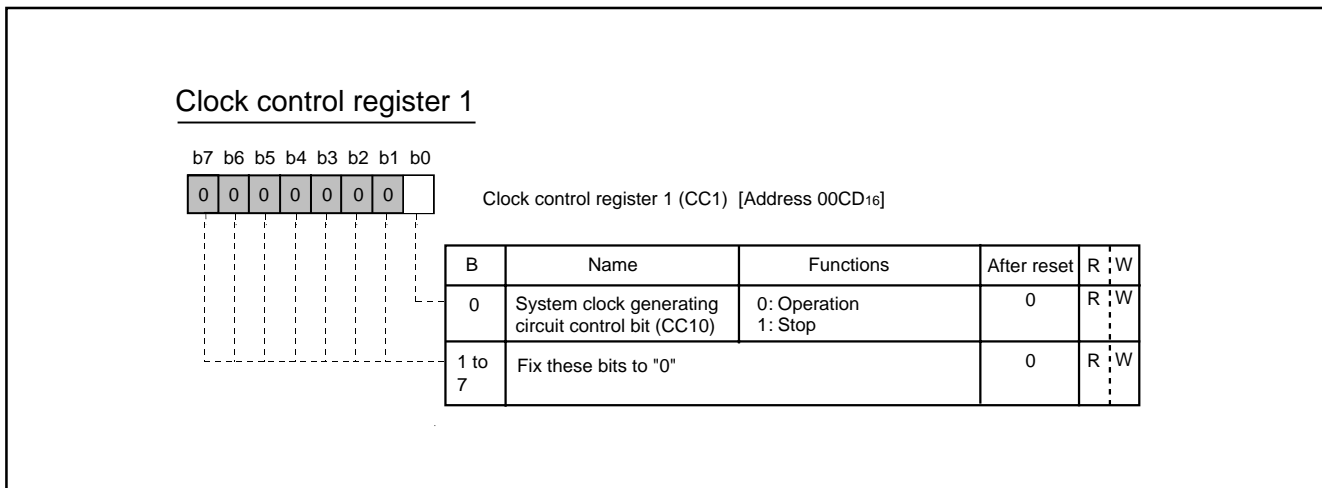 Clock control register 1
b7 b6 b5 b4 b3 b2 b1 b0
0 0 0 0 0 0 0
Clock control register 1 (CC1) [Address 00CD16]
B Name Functions After reset R W
0 System clock generating circuit control bit (CC10) 0: Operation 1: Stop 0 R W
1 to 7 Fix these bits to "0" 0 R W